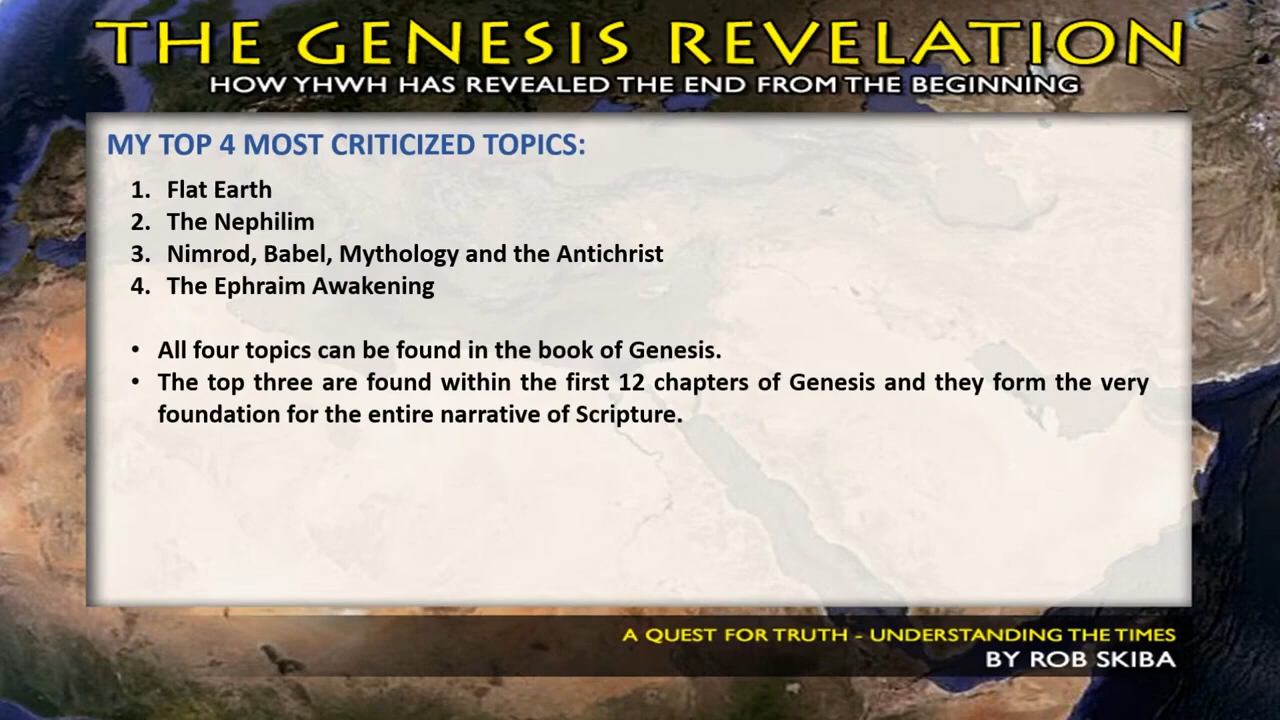 THE GENESIS REVELATION
HOW YHWH HAS REVEALED THE END FROM THE BEGINNING
MY TOP 4 MOST CRITICIZED TOPICS:
1. Flat Earth
2. The Nephilim
3. Nimrod, Babel, Mythology and the Antichrist
4. The Ephraim Awakening
• All four topics can be found in the book of Genesis.
• The top three are found within the first 12 chapters of Genesis and they form the very
foundation for the entire narrative of Scripture.
A QUEST FOR TRUTH - UNDERSTANDING THE TIMES
BY ROB SKIBA